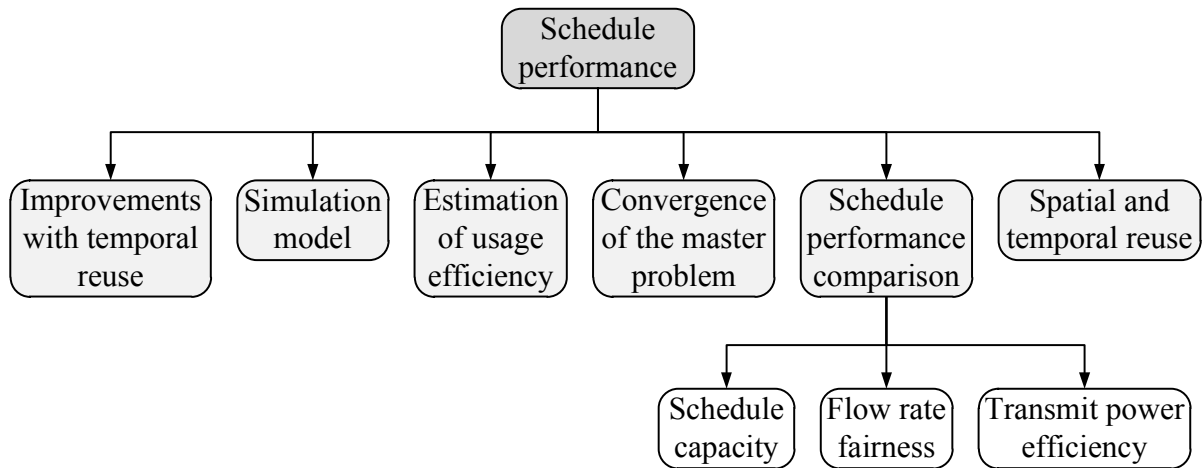 Schedule
performance
Improvements
with temporal
reuse
Simulation
model
Estimation
of usage
efficiency
Convergence
of the master
problem
Schedule
performance
comparison
Spatial and
temporal reuse
Schedule
capacity
Flow rate
fairness
Transmit power
efficiency